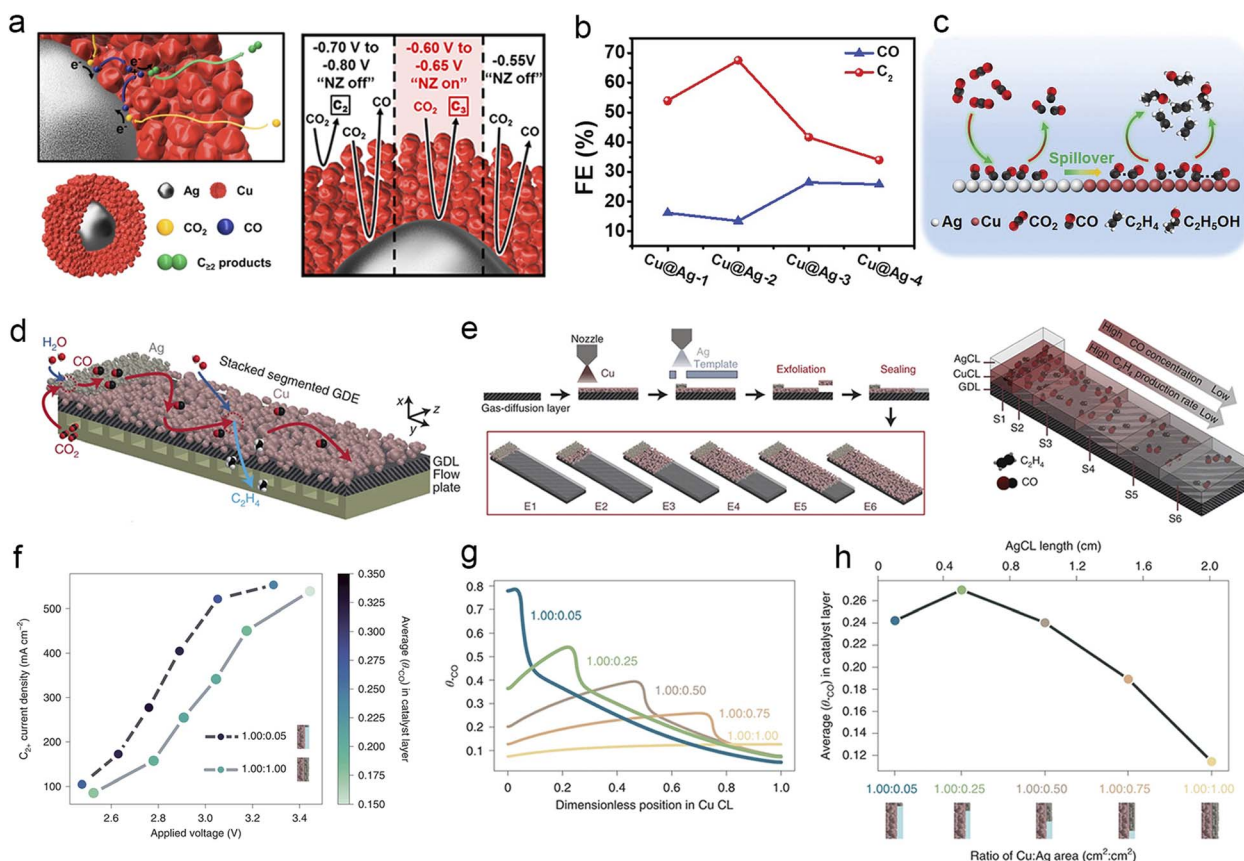 a
e-
e-
e-
Ag
Cu
CO2
CO
C≥2 products
-0.70 V to
-0.80 V
“NZ off”
-0.60 V to
-0.65 V
“NZ on”
-0.55V
“NZ off”
C2
CO
CO2
CO2
CO2
C3
CO2
CO
b
FE (%)
70
60
50
40
30
20
10
CO
C2
Cu@Ag-1
Cu@Ag-2
Cu@Ag-3
Cu@Ag-4
c
Spillover
Ag
Cu
CO2
CO
C2H4
C2H5OH
d
H2O
CO
Ag
Stacked segmented GDE
Cu
CO2
C2H4
x
z
y
GDL
Flow
plate
e
Nozzle
Cu
Gas-diffusion layer
Ag
Template
Exfoliation
Sealing
E1
E2
E3
E4
E5
E6
AgCL
CuCL
GDL
S1
S2
S3
S4
S5
S6
High CO concentration Low
High C2H4 production rate Low
C2H4
CO
f
C2+ current density (mA cm−2)
500
400
300
200
100
2.6
2.8
3.0
3.2
3.4
Applied voltage (V)
1.00:0.05
1.00:1.00
0.350
0.325
0.300
0.275
0.250
0.225
0.200
0.175
0.150
Average (θ*CO) in
catalyst layer
g
θ*CO
0.8
0.7
0.6
0.5
0.4
0.3
0.2
0.1
1.00:0.05
1.00:0.25
1.00:0.50
1.00:0.75
1.00:1.00
0
0.2
0.4
0.6
0.8
1.0
Dimensionless position in Cu CL
h
AgCL length (cm)
0
0.4
0.8
1.2
1.6
2.0
Average (θ*CO) in catalyst layer
0.26
0.24
0.22
0.20
0.18
0.16
0.14
0.12
1.00:0.05
1.00:0.25
1.00:0.50
1.00:0.75
1.00:1.00
Ratio of Cu:Ag area (cm2:cm2)